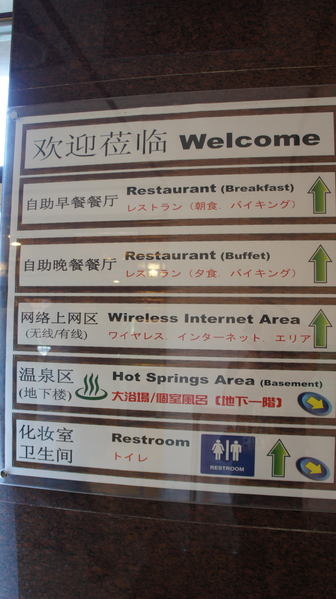 欢迎莅临 Welcome
自助早餐餐厅 Restaurant (Breakfast)
レストラン（朝食．バイキング）
自助晚餐餐厅 Restaurant (Buffet)
レストラン（夕食．バイキング）
网络上网区 Wireless Internet Area
(无线/有线) ワイヤレス．インターネット．エリア
温泉区 Hot Springs Area (Basement)
(地下楼) 大浴場/個室風呂【地下一階】
化妆室 Restroom
卫生间 トイレ
RESTROOM